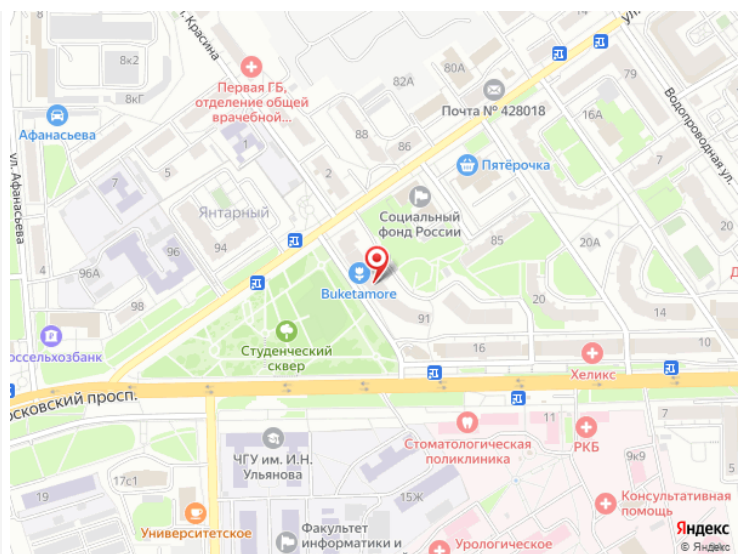 ул. Красина
8к2
82А
80А
79
Первая ГБ,
отделение общей
врачебной...
8кГ
Почта № 428018
16А
Водопроводная ул.
Афанасьева
88
86
1
2
5
7
Пятёрочка
ул. Афанасьева
Янтарный
Социальный
фонд России
85
20А
94
96
96А
98
Buketamore
20
91
14
10
16
Россельхозбанк
Студенческий
сквер
Хеликс
Московский просп.
ЧГУ им. И.Н.
Ульянова
Стоматологическая
поликлиника
11
РКБ
7
9к9
5
17с1
19
15Ж
Консультативная
помощь
Университетское
Факультет
информатики и
Урологическое
Яндекс
© Яндекс